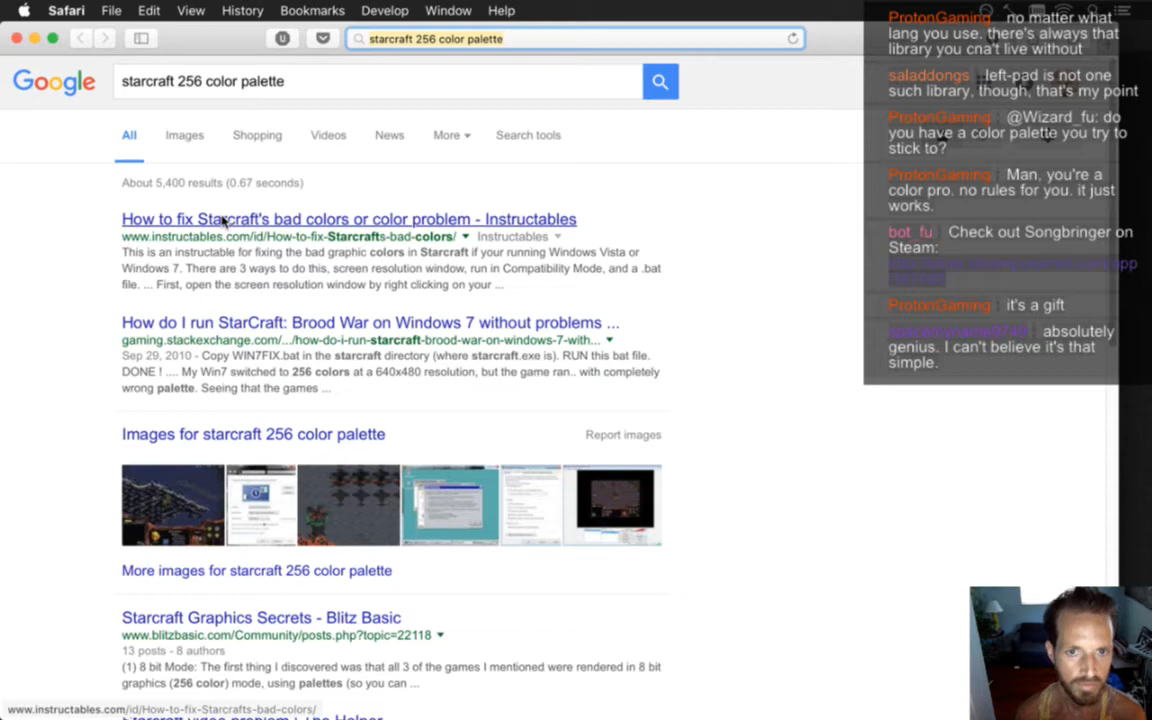 Safari File Edit View History Bookmarks Develop Window Help
starcraft 256 color palette
Google
starcraft 256 color palette
All Images Shopping Videos News More Search tools
About 5,400 results (0.67 seconds)
How to fix Starcraft's bad colors or color problem - Instructables
www.instructables.com/id/How-to-fix-Starcrafts-bad-colors/ Instructables
This is an instructable for fixing the bad graphic colors in Starcraft if your running Windows Vista or
Windows 7. There are 3 ways to do this, screen resolution window, run in Compatibility Mode, and a .bat
file. ... First, open the screen resolution window by right clicking on your ...
How do I run StarCraft: Brood War on Windows 7 without problems ...
gaming.stackexchange.com/.../how-do-i-run-starcraft-brood-war-on-windows-7-with...
Sep 29, 2010 - Copy WIN7FIX.bat in the starcraft directory (where starcraft.exe is). RUN this bat file.
DONE ! .... My Win7 switched to 256 colors at a 640x480 resolution, but the game ran.. with completely
wrong palette. Seeing that the games ...
Images for starcraft 256 color palette Report images
More images for starcraft 256 color palette
Starcraft Graphics Secrets - Blitz Basic
www.blitzbasic.com/Community/posts.php?topic=22118
13 posts - 8 authors
(1) 8 bit Mode: The first thing I discovered was that all 3 of the games I mentioned were rendered in 8 bit
graphics (256 color) mode, using palettes (so you can ...
Starcraft video problem | The Helper
www.instructables.com/id/How-to-fix-Starcrafts-bad-colors/
ProtonGaming no matter what
lang you use. there's always that
library you cna't live without
saladdongs left-pad is not one
such library, though, that's my point
ProtonGaming @Wizard_fu: do
you have a color palette you try to
stick to?
ProtonGaming Man, you're a
color pro. no rules for you. it just
works.
bot_fu Check out Songbringer on
Steam:
ProtonGaming it's a gift
absolutely
genius. I can't believe it's that
simple.